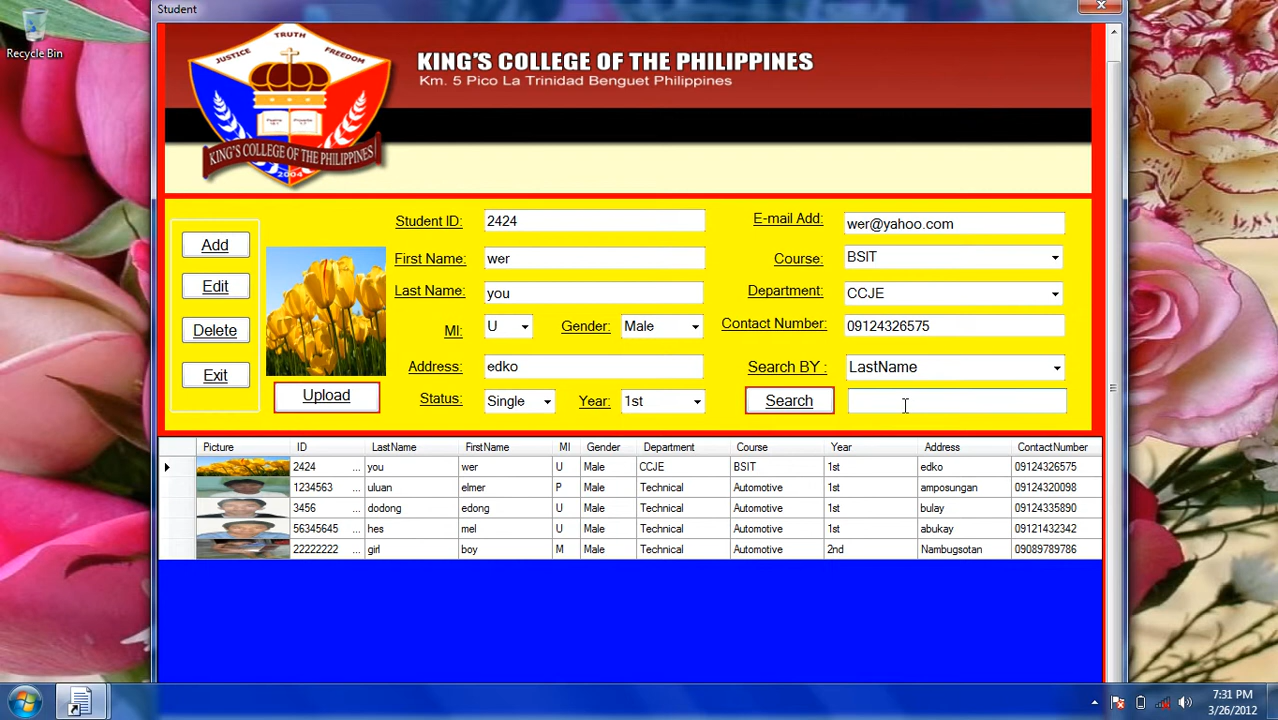 Student
Recycle Bin
TRUTH
JUSTICE
FREEDOM
KING'S COLLEGE OF THE PHILIPPINES
2004
KING'S COLLEGE OF THE PHILIPPINES
Km. 5 Pico La Trinidad Benguet Philippines
Add
Edit
Delete
Exit
Upload
Student ID: 2424
First Name: wer
Last Name: you
MI: U Gender: Male
Address: edko
Status: Single Year: 1st
E-mail Add: wer@yahoo.com
Course: BSIT
Department: CCJE
Contact Number: 09124326575
Search BY : LastName
Search
Picture ID LastName FirstName MI Gender Department Course Year Address ContactNumber
2424 ... you wer U Male CCJE BSIT 1st edko 09124326575
1234563 ... uluan elmer P Male Technical Automotive 1st amposungan 09124320098
3456 ... dodong edong U Male Technical Automotive 1st bulay 09124335890
56345645 ... hes mel U Male Technical Automotive 1st abukay 09121432342
22222222 ... girl boy M Male Technical Automotive 2nd Nambugsotan 09089789786
7:31 PM
3/26/2012